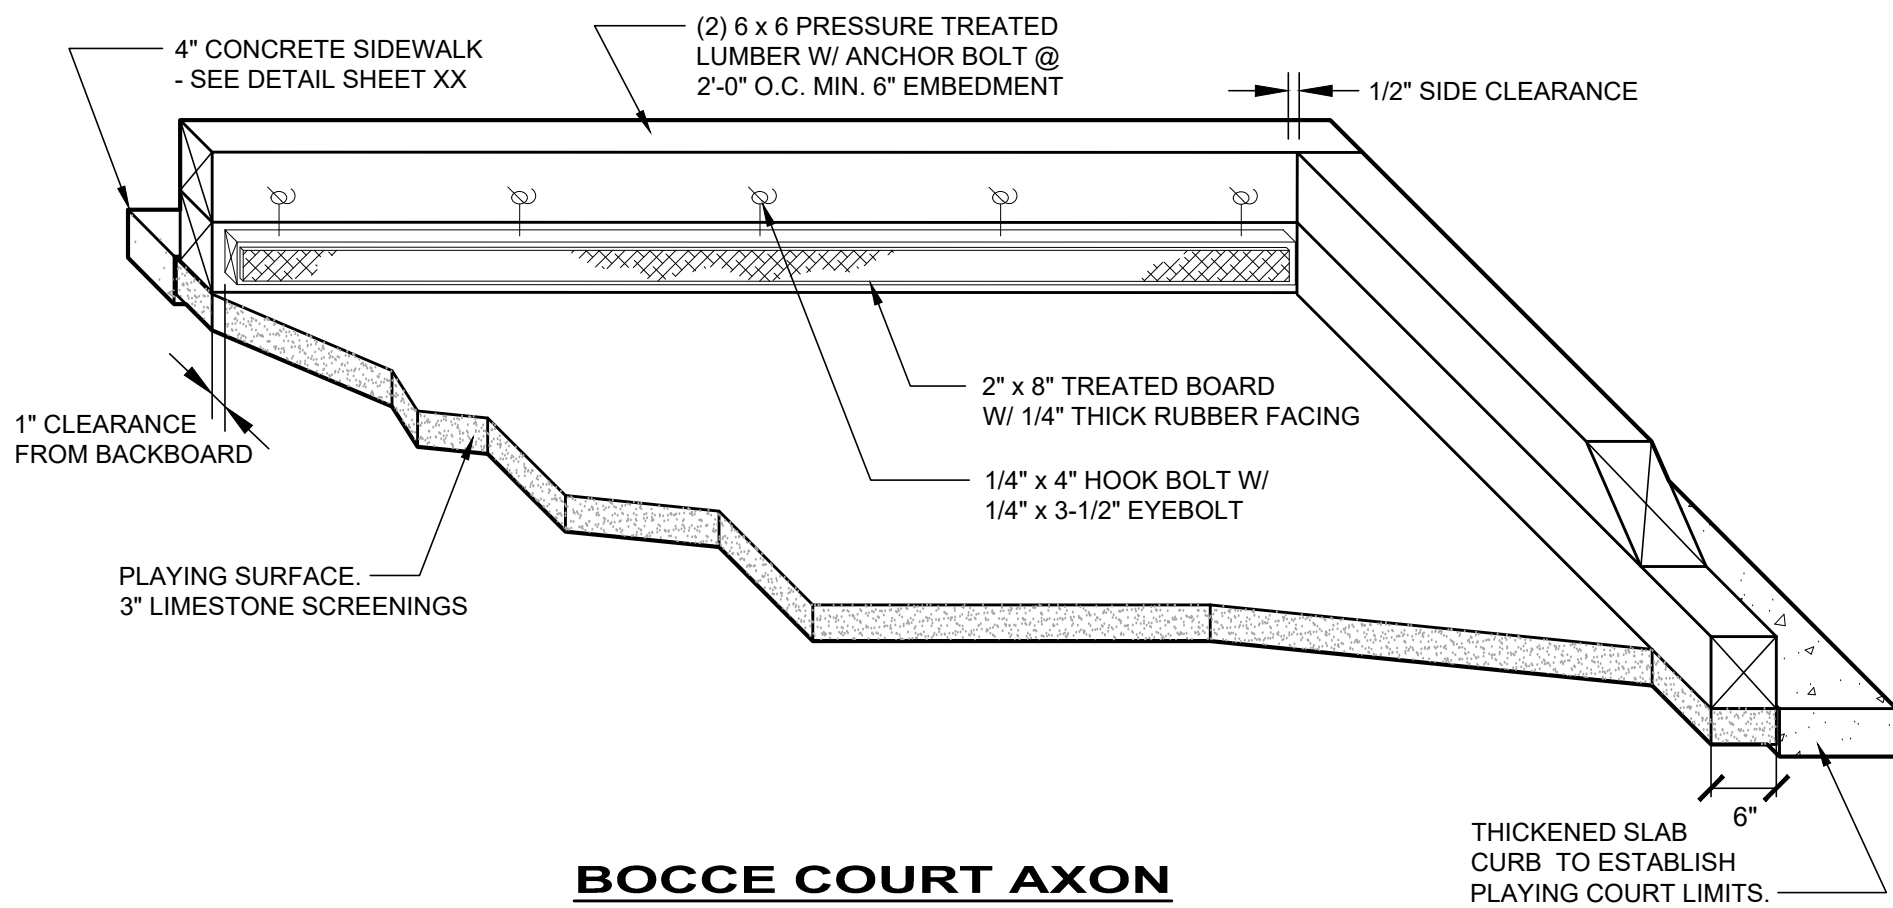 4" CONCRETE SIDEWALK
- SEE DETAIL SHEET XX
(2) 6 x 6 PRESSURE TREATED
LUMBER W/ ANCHOR BOLT @
2'-0" O.C. MIN. 6" EMBEDMENT
1/2" SIDE CLEARANCE
2" x 8" TREATED BOARD
W/ 1/4" THICK RUBBER FACING
1" CLEARANCE
FROM BACKBOARD
1/4" x 4" HOOK BOLT W/
1/4" x 3-1/2" EYEBOLT
PLAYING SURFACE.
3" LIMESTONE SCREENINGS
6"
THICKENED SLAB
CURB TO ESTABLISH
PLAYING COURT LIMITS.
BOCCE COURT AXON